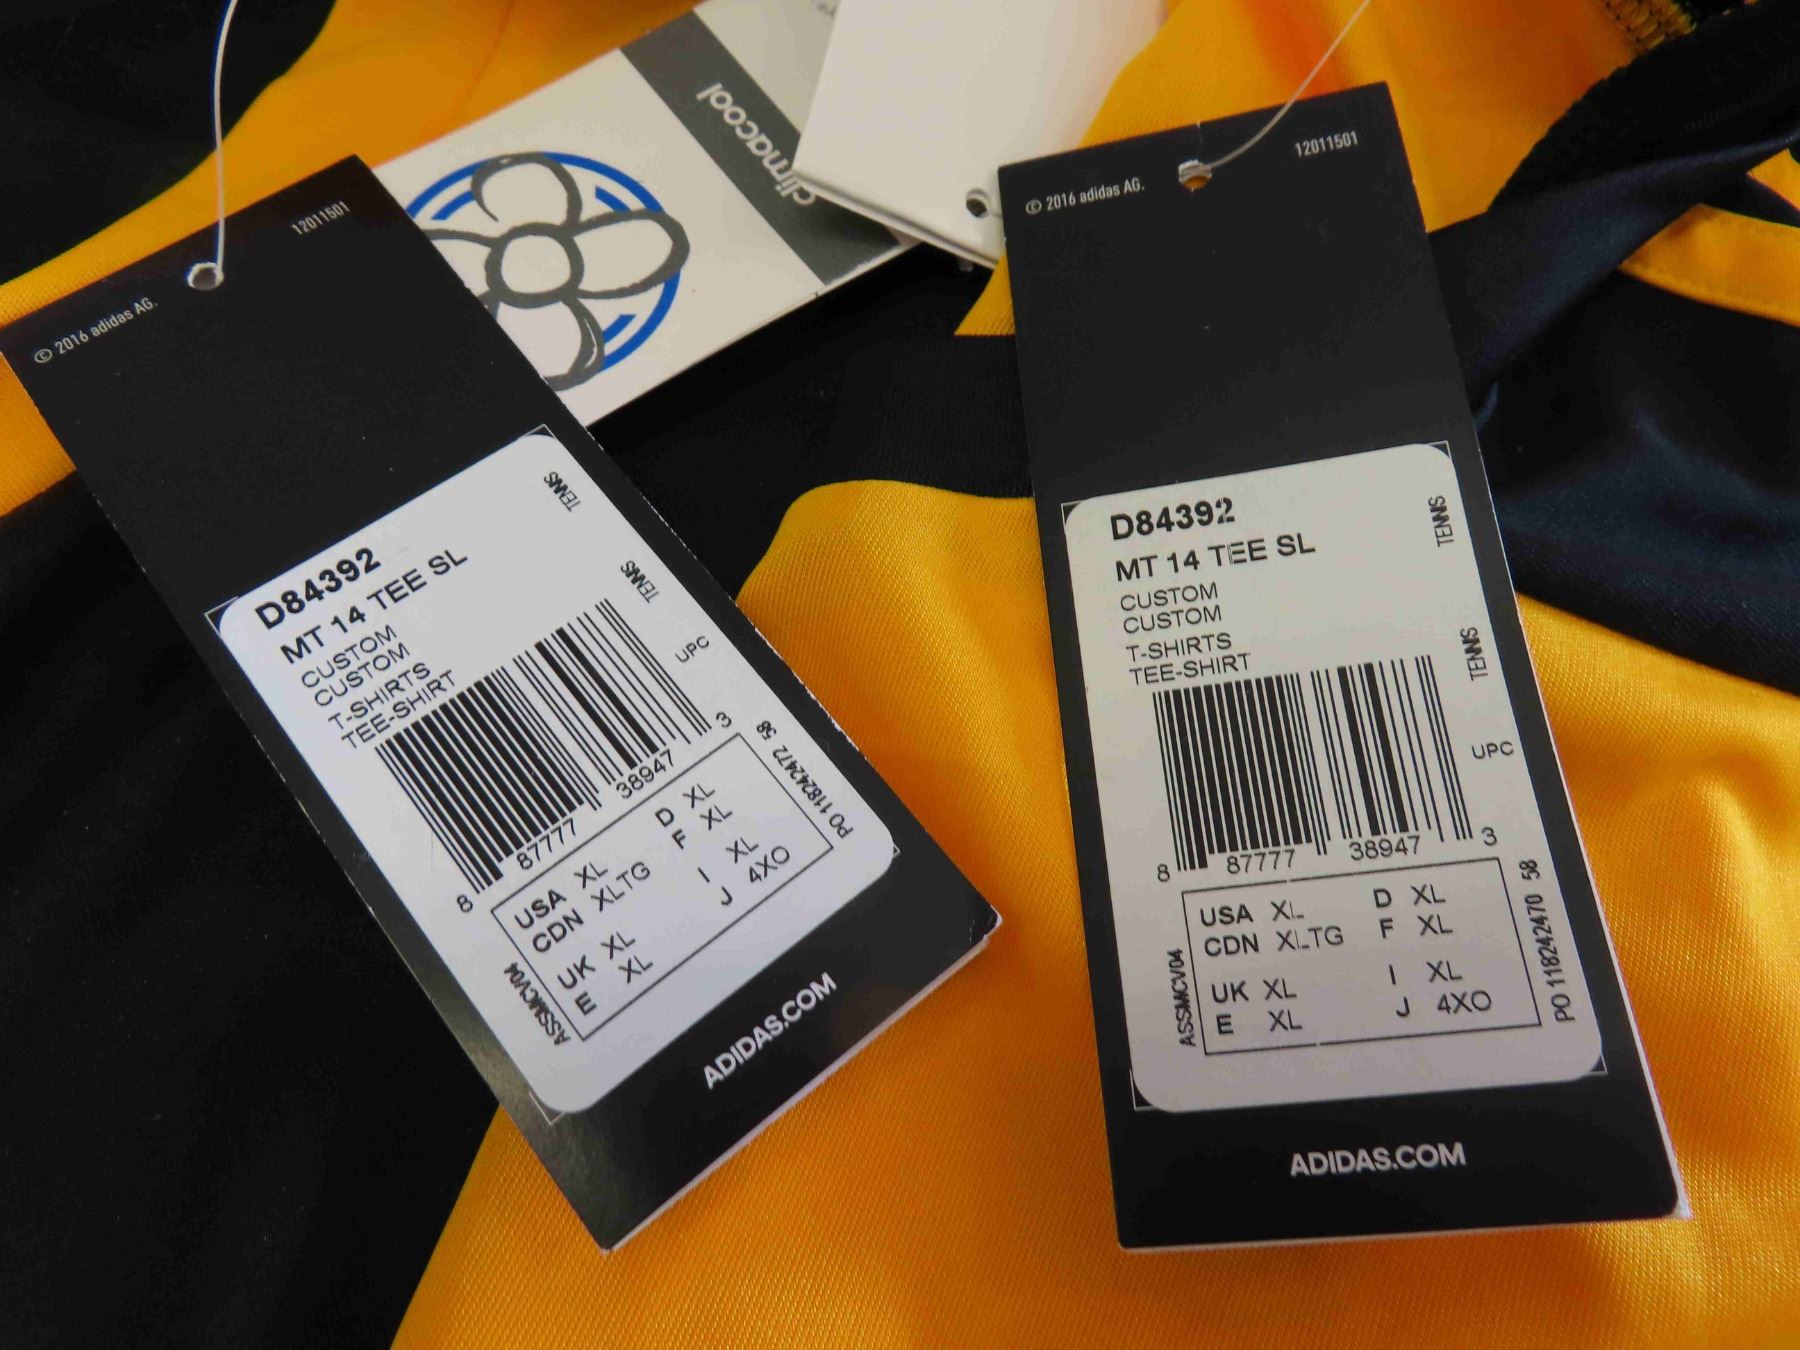 climacool
© 2016 adidas AG.
12011501
D84392
MT 14 TEE SL
CUSTOM
CUSTOM
T-SHIRTS
TEE-SHIRT
TENNIS
TENNIS
UPC
8 87777 38947 3
USA XL D XL
CDN XLTG F XL
UK XL I XL
E XL J 4XO
ASSMCV04
PO 118242472 58
ADIDAS.COM
© 2016 adidas AG.
12011501
D84392
MT 14 TEE SL
CUSTOM
CUSTOM
T-SHIRTS
TEE-SHIRT
TENNIS
TENNIS
UPC
8 87777 38947 3
USA XL D XL
CDN XLTG F XL
UK XL I XL
E XL J 4XO
ASSMCV04
PO 118242470 58
ADIDAS.COM